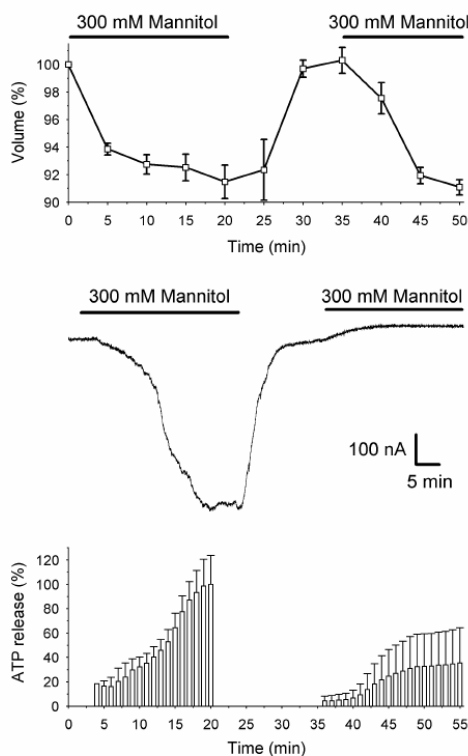 300 mM Mannitol 300 mM Mannitol
100
98
96
94
92
90
Volume (%)
0 5 10 15 20 25 30 35 40 45 50
Time (min)
300 mM Mannitol 300 mM Mannitol
100 nA
5 min
120
100
80
60
40
20
0
ATP release (%)
0 5 10 15 20 25 30 35 40 45 50 55
Time (min)